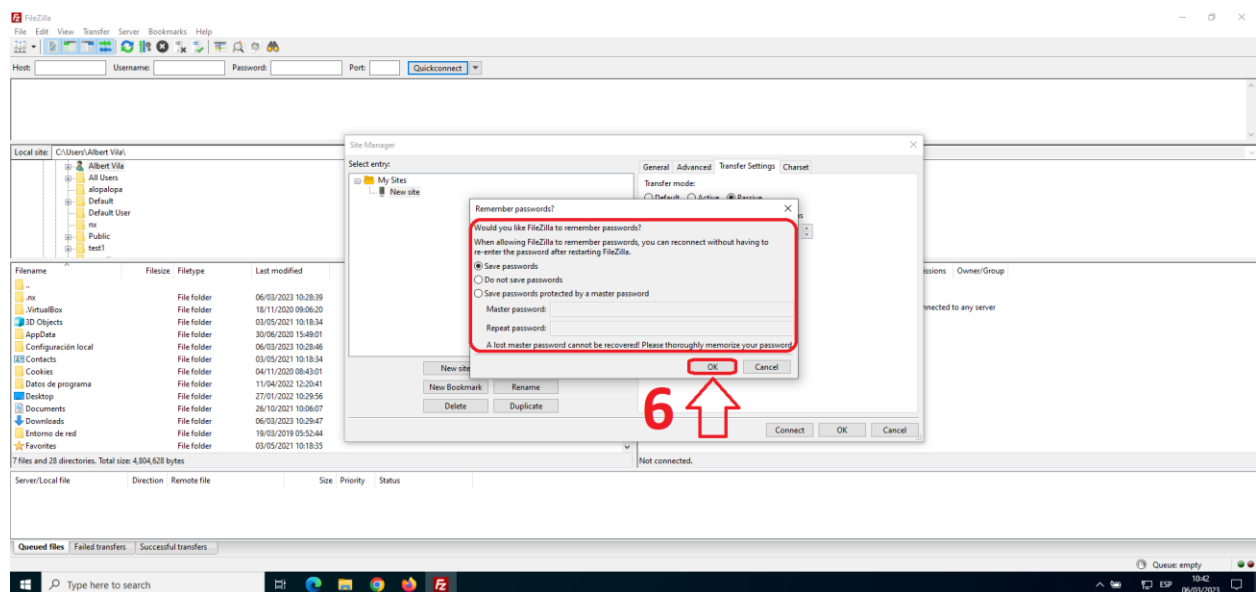 FileZilla
File Edit View Transfer Server Bookmarks Help
Host: Username: Password: Port: Quickconnect
Local site: C:\Users\Albert Vila\
Albert Vila
All Users
alopalopa
Default
Default User
nx
Public
test1
Filename Filesize Filetype Last modified
..
.nx File folder 06/03/2023 10:28:39
.VirtualBox File folder 18/11/2020 09:06:20
3D Objects File folder 03/05/2021 10:18:34
AppData File folder 30/06/2020 15:49:01
Configuración local File folder 06/03/2023 10:28:46
Contacts File folder 03/05/2021 10:18:34
Cookies File folder 04/11/2020 08:43:01
Datos de programa File folder 11/04/2022 12:20:41
Desktop File folder 27/01/2022 10:29:56
Documents File folder 26/10/2021 10:06:07
Downloads File folder 06/03/2023 10:29:47
Entorno de red File folder 19/03/2019 05:52:44
Favorites File folder 03/05/2021 10:18:35
7 files and 28 directories. Total size: 4,804,628 bytes
Site Manager
Select entry:
My Sites
New site
General Advanced Transfer Settings Charset
Transfer mode:
Default Active Passive
Remember passwords?
Would you like FileZilla to remember passwords?
When allowing FileZilla to remember passwords, you can reconnect without having to
re-enter the password after restarting FileZilla.
Save passwords
Do not save passwords
Save passwords protected by a master password
Master password:
Repeat password:
A lost master password cannot be recovered! Please thoroughly memorize your password.
OK Cancel
6
New site
New Bookmark Rename
Delete Duplicate
Connect OK Cancel
Owner/Group
Not connected.
Server/Local file Direction Remote file Size Priority Status
Queued files Failed transfers Successful transfers
Queue: empty
Type here to search
ESP
10:42
06/03/2023